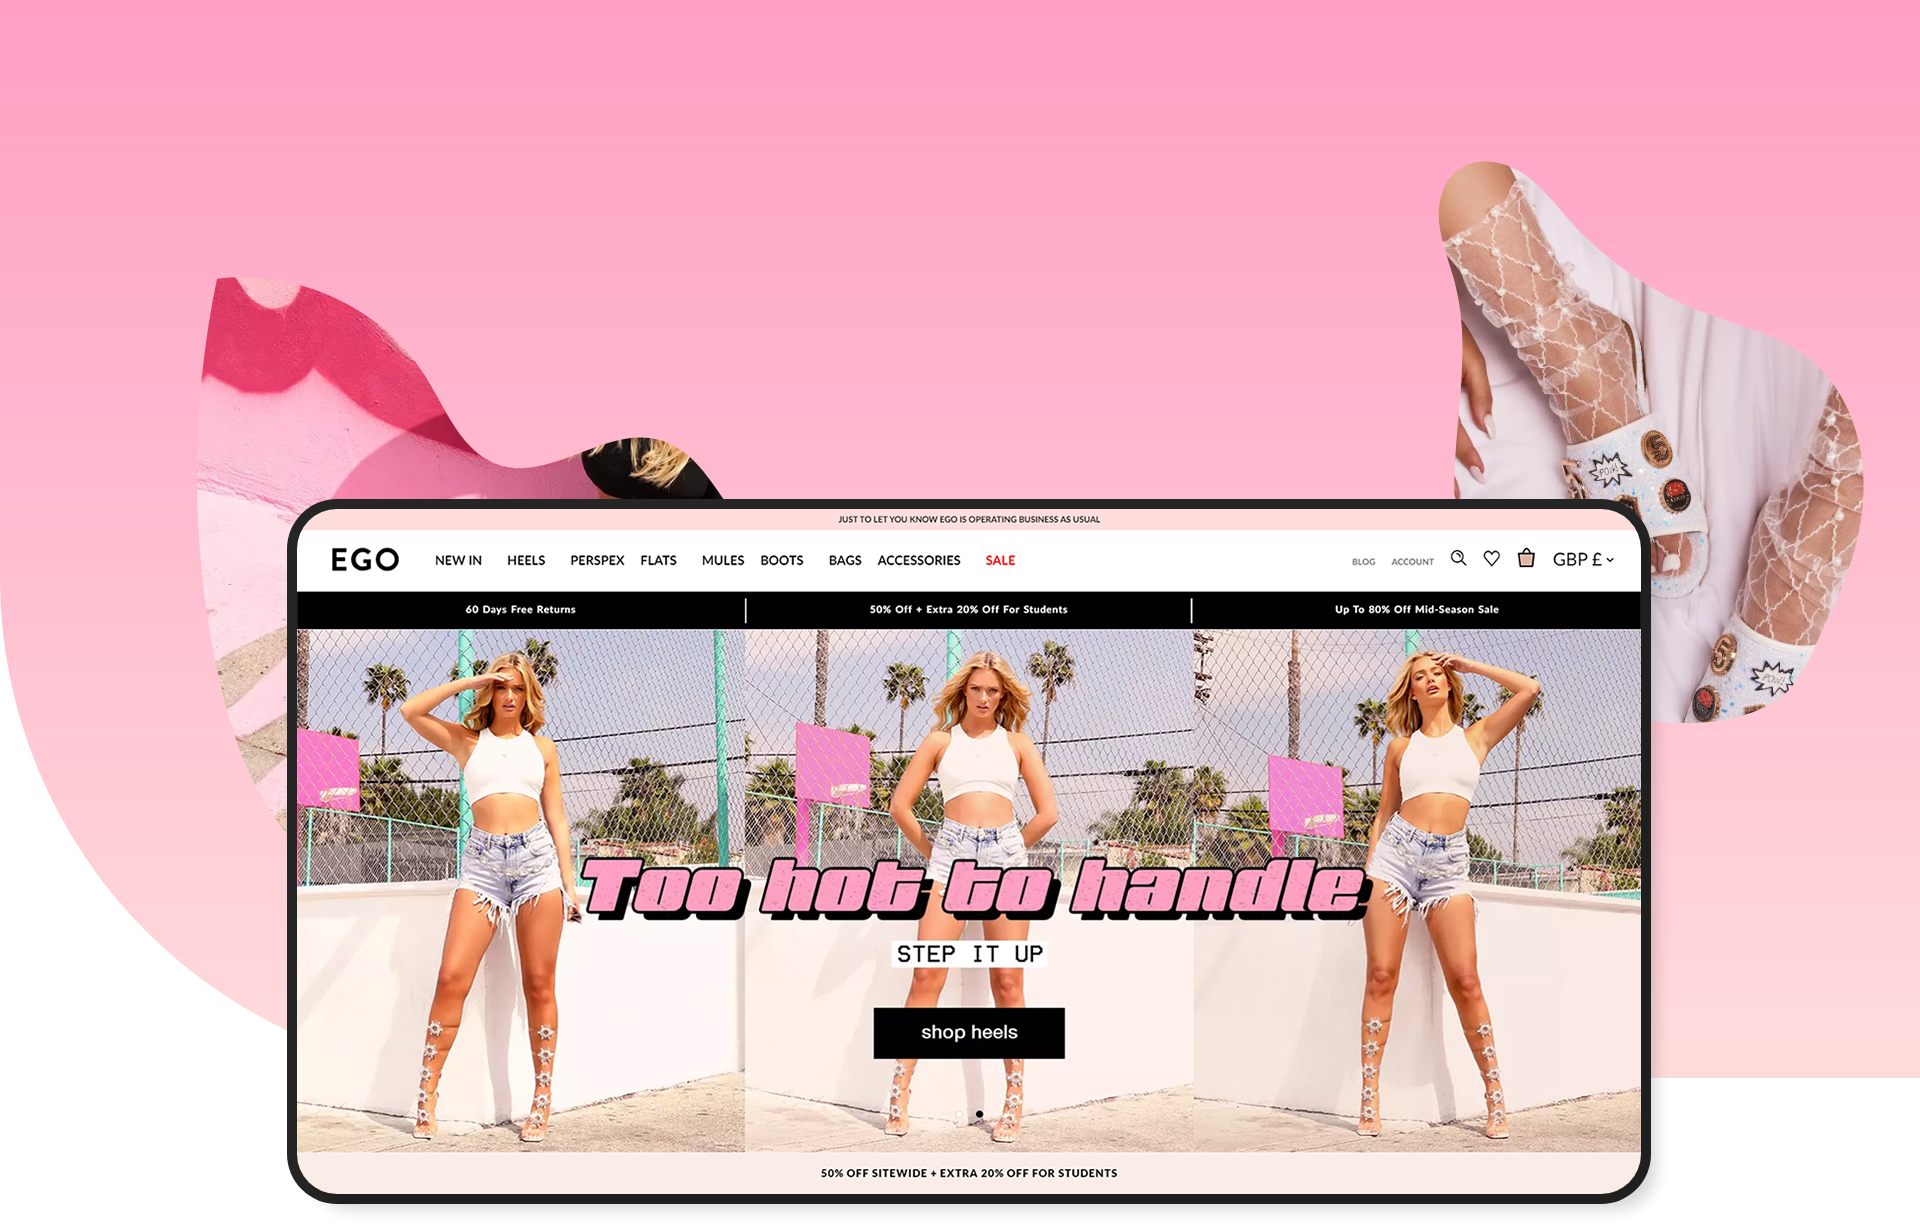 JUST TO LET YOU KNOW EGO IS OPERATING BUSINESS AS USUAL
EGO NEW IN HEELS PERSPEX FLATS MULES BOOTS BAGS ACCESSORIES SALE BLOG ACCOUNT GBP £
60 Days Free Returns 50% Off + Extra 20% Off For Students Up To 80% Off Mid-Season Sale
Too hot to handle
STEP IT UP
shop heels
50% OFF SITEWIDE + EXTRA 20% OFF FOR STUDENTS
5
POW!
5
POW!